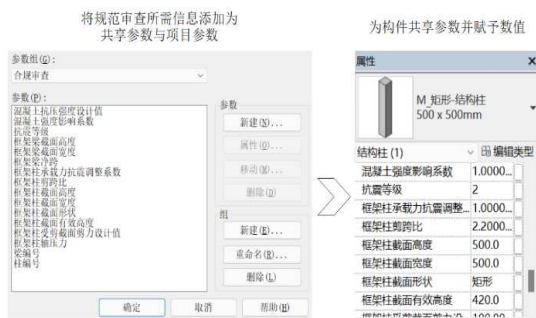 将规范审查所需信息添加为
共享参数与项目参数
为构件共享参数并赋予数值
参数组(G):
合规审查
参数(P):
混凝土抗压强度设计值
混凝土强度影响系数
抗震等级
框架梁截面高度
框架梁截面宽度
框架梁净跨
框架柱承载力抗震调整系数
框架柱剪跨比
框架柱截面高度
框架柱截面宽度
框架柱截面形状
框架柱截面有效高度
框架柱受剪截面剪力设计值
框架柱轴压力
梁编号
柱编号
参数
新建(N)...
属性(O)...
移动(M)...
删除(D)
组
新建(E)...
重命名(R)...
删除(L)
确定
取消
帮助(H)
属性
M_矩形-结构柱
500 x 500mm
结构柱 (1)
编辑类型
混凝土强度影响系数 1.0000...
抗震等级 2
框架柱承载力抗震调整... 1.0000...
框架柱剪跨比 2.2000...
框架柱截面高度 500.0
框架柱截面宽度 500.0
框架柱截面形状 矩形
框架柱截面有效高度 420.0